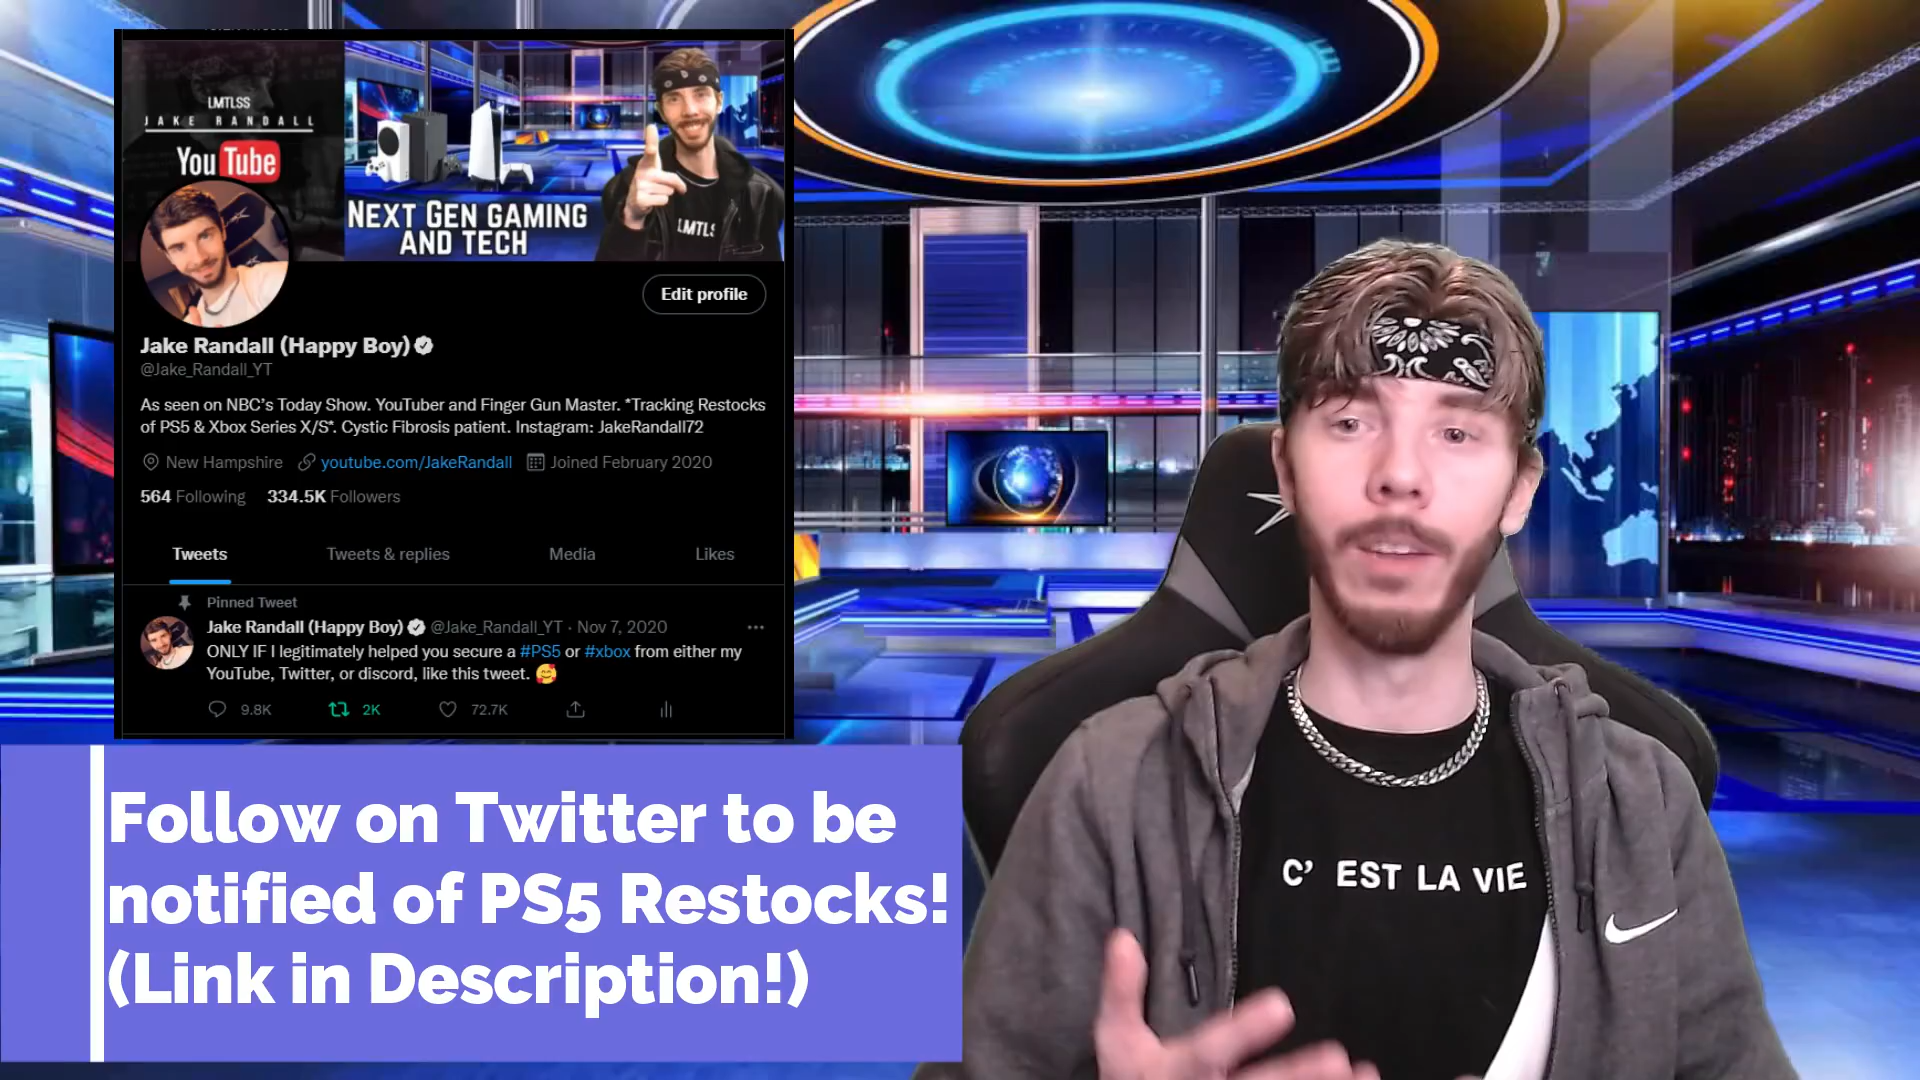 LMTLSS
JAKE RANDALL
YouTube
NEXT GEN GAMING
AND TECH
LMTLS
Edit profile
Jake Randall (Happy Boy)
@Jake_Randall_YT
As seen on NBC's Today Show. YouTuber and Finger Gun Master. *Tracking Restocks
of PS5 & Xbox Series X/S*. Cystic Fibrosis patient. Instagram: JakeRandall72
New Hampshire youtube.com/JakeRandall Joined February 2020
564 Following 334.5K Followers
Tweets Tweets & replies Media Likes
Pinned Tweet
Jake Randall (Happy Boy) @Jake_Randall_YT · Nov 7, 2020
ONLY IF I legitimately helped you secure a #PS5 or #xbox from either my
YouTube, Twitter, or discord, like this tweet. 🥰
9.8K 2K 72.7K
Follow on Twitter to be
notified of PS5 Restocks!
(Link in Description!)
C' EST LA VIE